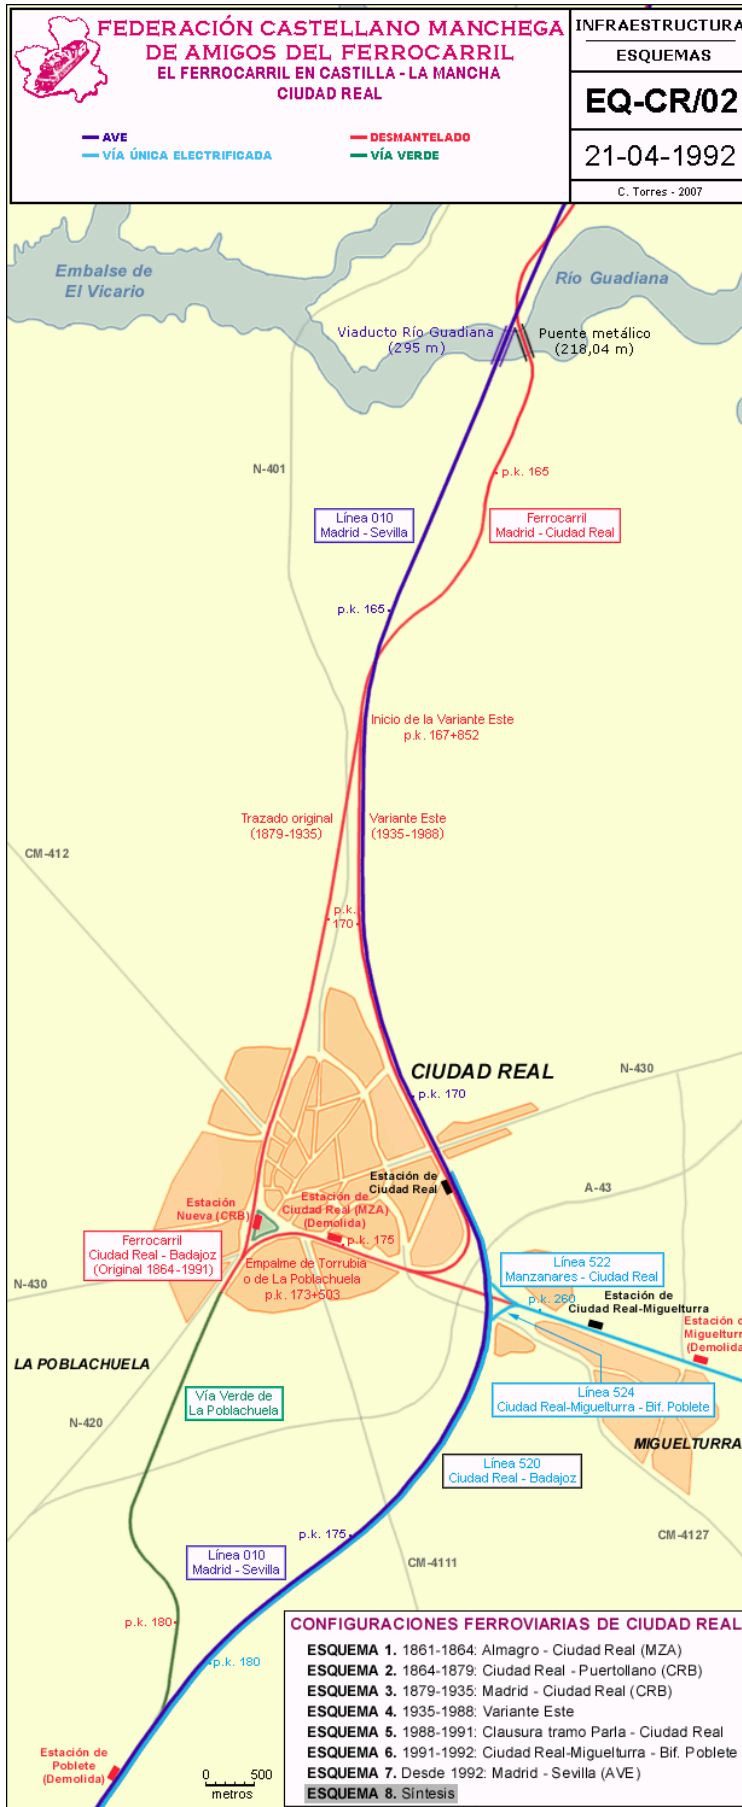 FEDERACIÓN CASTELLANO MANCHEGA
DE AMIGOS DEL FERROCARRIL
EL FERROCARRIL EN CASTILLA - LA MANCHA
CIUDAD REAL
AVE
DESMANTELADO
VÍA ÚNICA ELECTRIFICADA
VÍA VERDE
INFRAESTRUCTURA
ESQUEMAS
EQ-CR/02
21-04-1992
C. Torres - 2007
Embalse de
El Vicario
Río Guadiana
Viaducto Río Guadiana
(295 m)
Puente metálico
(218,04 m)
N-401
p.k. 165
Línea 010
Madrid - Sevilla
Ferrocarril
Madrid - Ciudad Real
p.k. 165
Inicio de la Variante Este
p.k. 167+852
Trazado original
(1879-1935)
Variante Este
(1935-1988)
CM-412
p.k.
170
CIUDAD REAL
N-430
p.k. 170
Estación de
Ciudad Real
A-43
Estación
Nueva (CRB)
Estación de
Ciudad Real (MZA)
(Demolida)
p.k. 175
Ferrocarril
Ciudad Real - Badajoz
(Original 1864-1991)
Empalme de Torrubia
o de La Poblachuela
p.k. 173+503
Línea 522
Manzanares - Ciudad Real
N-430
p.k. 260
Estación de
Ciudad Real-Miguelturra
Estación d
Miguelturr
(Demolida
LA POBLACHUELA
Vía Verde de
La Poblachuela
Línea 524
Ciudad Real-Miguelturra - Bif. Poblete
N-420
MIGUELTURRA
Línea 520
Ciudad Real - Badajoz
p.k. 175
CM-4127
Línea 010
Madrid - Sevilla
CM-4111
p.k. 180
p.k. 180
Estación de
Poblete
(Demolida)
0 500
metros
CONFIGURACIONES FERROVIARIAS DE CIUDAD REAL
ESQUEMA 1. 1861-1864: Almagro - Ciudad Real (MZA)
ESQUEMA 2. 1864-1879: Ciudad Real - Puertollano (CRB)
ESQUEMA 3. 1879-1935: Madrid - Ciudad Real (CRB)
ESQUEMA 4. 1935-1988: Variante Este
ESQUEMA 5. 1988-1991: Clausura tramo Parla - Ciudad Real
ESQUEMA 6. 1991-1992: Ciudad Real-Miguelturra - Bif. Poblete
ESQUEMA 7. Desde 1992: Madrid - Sevilla (AVE)
ESQUEMA 8. Síntesis